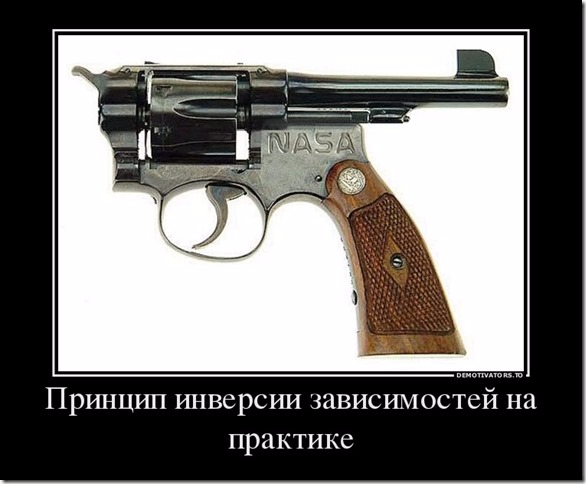 NASA
DEMOTIVATORS.TO
Принцип инверсии зависимостей на
практике